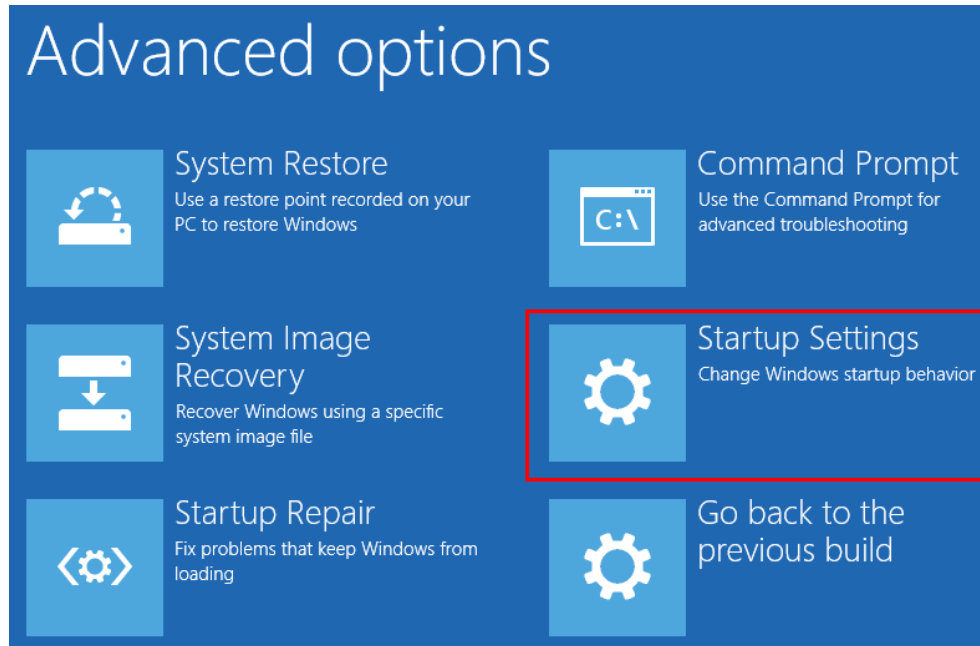 Advanced options
System Restore
Use a restore point recorded on your
PC to restore Windows
Command Prompt
Use the Command Prompt for
advanced troubleshooting
C:\
System Image
Recovery
Recover Windows using a specific
system image file
Startup Settings
Change Windows startup behavior
Startup Repair
Fix problems that keep Windows from
loading
Go back to the
previous build